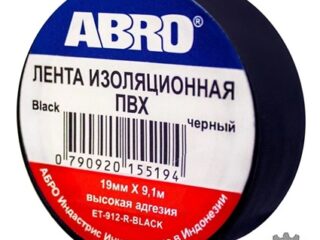 ABRO®
ЛЕНТА ИЗОЛЯЦИОННАЯ
ПВХ
Black
черный
0 790920 155194
19мм X 9,1м
высокая адгезия
ET-912-R-BLACK
АБРО Индастрис Инк
в Индонезии